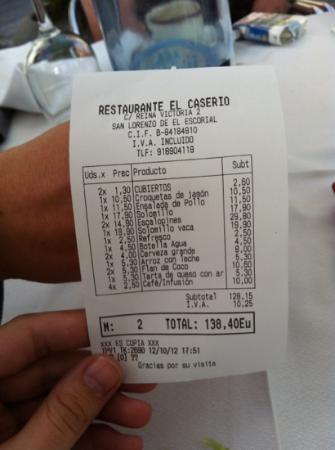 RESTAURANTE EL CASERIO
C/ REINA VICTORIA 2
SAN LORENZO DE EL ESCORIAL
C.I.F. B-84184910
I.V.A. INCLUIDO
TLF: 918904119
Uds.x Prec Producto Subt
2x 1,30 CUBIERTOS 2,60
1x 10,50 Croquetas de jamón 10,50
1x 11,50 Ensalada de Pollo 11,50
1x 17,90 Solomillo 17,90
2x 14,90 Escalopines 29,80
1x 19,90 Solomillo vaca 19,90
1x 2,50 Refresco 2,50
1x 4,50 Botella Agua 4,50
2x 4,00 Cerveza grande 8,00
1x 5,30 Arroz con leche 5,30
2x 5,30 Flan de Coco 10,60
1x 5,30 Tarta de queso con ar 5,30
4x 2,50 Café/Infusión 10,00
Subtotal 128,15
I.V.A. 10,25
M: 2 TOTAL: 138,40Eu
XXX ES COPIA XXX
TPV1 TK:2690 12/10/12 17:51
[0] ??
Gracias por su visita